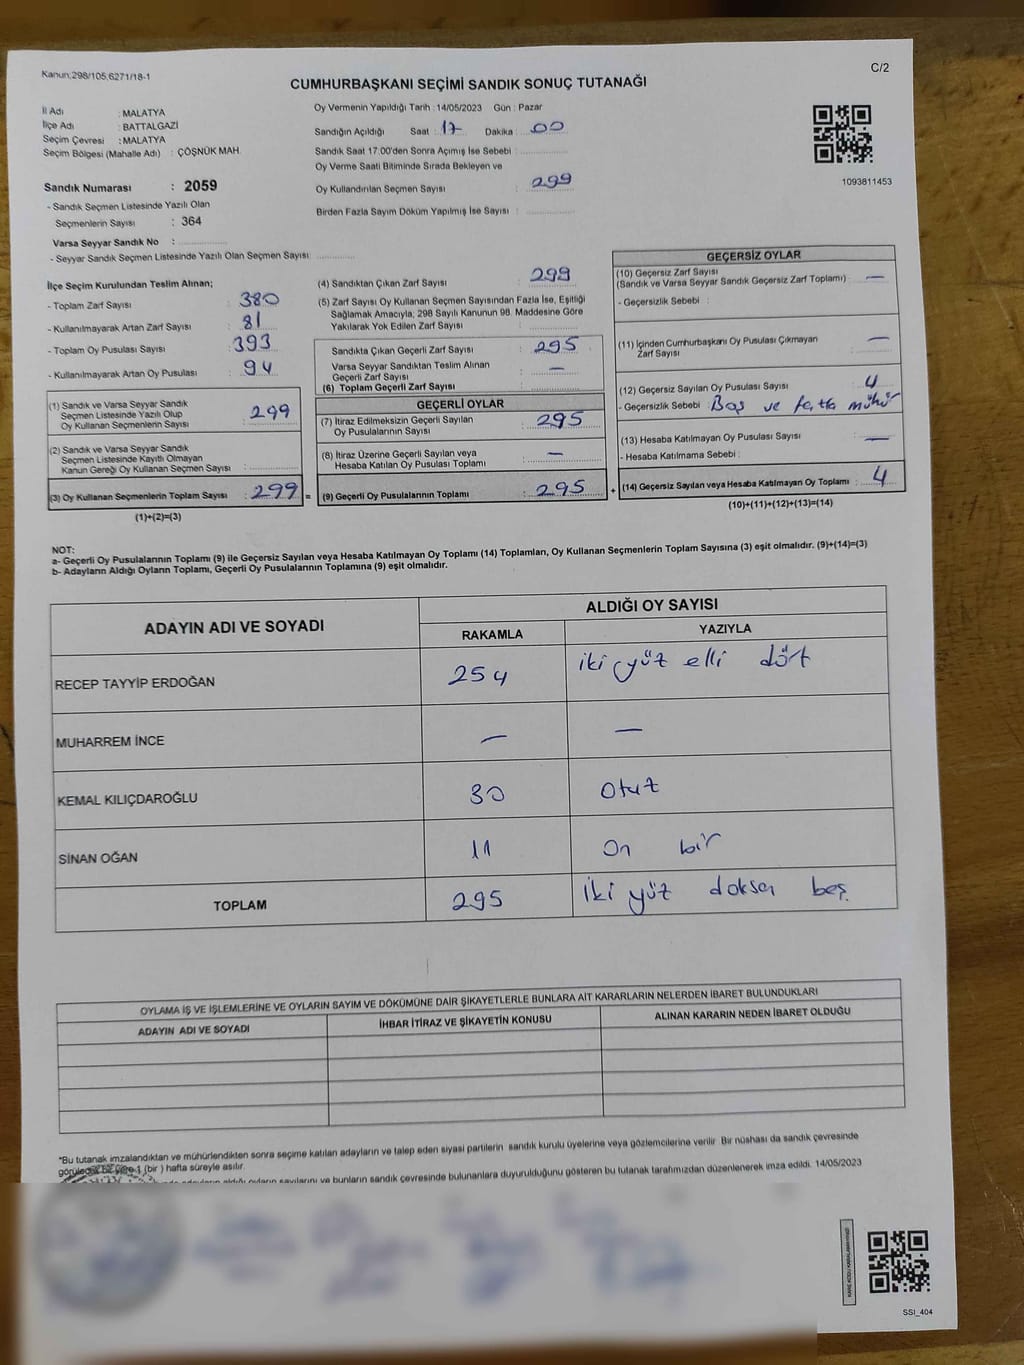 Kanun;298/105,6271/18-1
C/2
CUMHURBAŞKANI SEÇİMİ SANDIK SONUÇ TUTANAĞI
İl Adı : MALATYA
İlçe Adı : BATTALGAZİ
Seçim Çevresi : MALATYA
Seçim Bölgesi (Mahalle Adı) : ÇÖŞNÜK MAH.
Sandık Numarası : 2059
- Sandık Seçmen Listesinde Yazılı Olan
Seçmenlerin Sayısı : 364
Varsa Seyyar Sandık No :
- Seyyar Sandık Seçmen Listesinde Yazılı Olan Seçmen Sayısı
Oy Vermenin Yapıldığı Tarih : 14/05/2023 Gün : Pazar
Sandığın Açıldığı Saat : 17 Dakika : 00
Sandık Saat 17:00'den Sonra Açımış İse Sebebi :
Oy Verme Saati Bitiminde Sırada Bekleyen ve
Oy Kullandırılan Seçmen Sayısı : 299
Birden Fazla Sayım Döküm Yapılmış İse Sayısı :
1093811453
İlçe Seçim Kurulundan Teslim Alınan;
- Toplam Zarf Sayısı : 380
- Kullanılmayarak Artan Zarf Sayısı : 81
- Toplam Oy Pusulası Sayısı : 393
- Kullanılmayarak Artan Oy Pusulası : 94
(1) Sandık ve Varsa Seyyar Sandık
Seçmen Listesinde Yazılı Olup
Oy Kullanan Seçmenlerin Sayısı : 299
(2) Sandık ve Varsa Seyyar Sandık
Seçmen Listesinde Kayıtlı Olmayan
Kanun Gereği Oy Kullanan Seçmen Sayısı :
(3) Oy Kullanan Seçmenlerin Toplam Sayısı : 299 =
(1)+(2)=(3)
(4) Sandıktan Çıkan Zarf Sayısı : 299
(5) Zarf Sayısı Oy Kullanan Seçmen Sayısından Fazla İse, Eşitliği
Sağlamak Amacıyla, 298 Sayılı Kanunun 98. Maddesine Göre
Yakılarak Yok Edilen Zarf Sayısı :
Sandıkta Çıkan Geçerli Zarf Sayısı : 295
Varsa Seyyar Sandıktan Teslim Alınan
Geçerli Zarf Sayısı : —
(6) Toplam Geçerli Zarf Sayısı :
GEÇERLİ OYLAR
(7) İtiraz Edilmeksizin Geçerli Sayılan
Oy Pusulalarının Sayısı : 295
(8) İtiraz Üzerine Geçerli Sayılan veya
Hesaba Katılan Oy Pusulası Toplamı : —
(9) Geçerli Oy Pusulalarının Toplamı : 295 +
GEÇERSİZ OYLAR
(10) Geçersiz Zarf Sayısı
(Sandık ve Varsa Seyyar Sandık Geçersiz Zarf Toplamı) : —
- Geçersizlik Sebebi :
(11) İçinden Cumhurbaşkanı Oy Pusulası Çıkmayan
Zarf Sayısı : —
(12) Geçersiz Sayılan Oy Pusulası Sayısı : 4
- Geçersizlik Sebebi : Boş ve fazla mühür
(13) Hesaba Katılmayan Oy Pusulası Sayısı : —
- Hesaba Katılmama Sebebi :
(14) Geçersiz Sayılan veya Hesaba Katılmayan Oy Toplamı : 4
(10)+(11)+(12)+(13)=(14)
NOT:
a- Geçerli Oy Pusulalarının Toplamı (9) ile Geçersiz Sayılan veya Hesaba Katılmayan Oy Toplamı (14) Toplamları, Oy Kullanan Seçmenlerin Toplam Sayısına (3) eşit olmalıdır. (9)+(14)=(3)
b- Adayların Aldığı Oyların Toplamı, Geçerli Oy Pusulalarının Toplamına (9) eşit olmalıdır.
ADAYIN ADI VE SOYADI
ALDIĞI OY SAYISI
RAKAMLA YAZIYLA
RECEP TAYYİP ERDOĞAN 254 iki yüz elli dört
MUHARREM İNCE — —
KEMAL KILIÇDAROĞLU 30 Otuz
SİNAN OĞAN 11 On bir
TOPLAM 295 İki yüz doksan beş
OYLAMA İŞ VE İŞLEMLERİNE VE OYLARIN SAYIM VE DÖKÜMÜNE DAİR ŞİKAYETLERLE BUNLARA AİT KARARLARIN NELERDEN İBARET BULUNDUKLARI
ADAYIN ADI VE SOYADI İHBAR İTİRAZ VE ŞİKAYETİN KONUSU ALINAN KARARIN NEDEN İBARET OLDUĞU
*Bu tutanak imzalandıktan ve mühürlendikten sonra seçime katılan adayların ve talep eden siyasi partilerin sandık kurulu üyelerine veya gözlemcilerine verilir. Bir nüshası da sandık çevresinde
1 (bir ) hafta süreyle asılır.
adayların aldığı oyların sayılarını ve bunların sandık çevresinde bulunanlara duyurulduğunu gösteren bu tutanak tarafımızdan düzenlenerek imza edildi. 14/05/2023
SSI_404